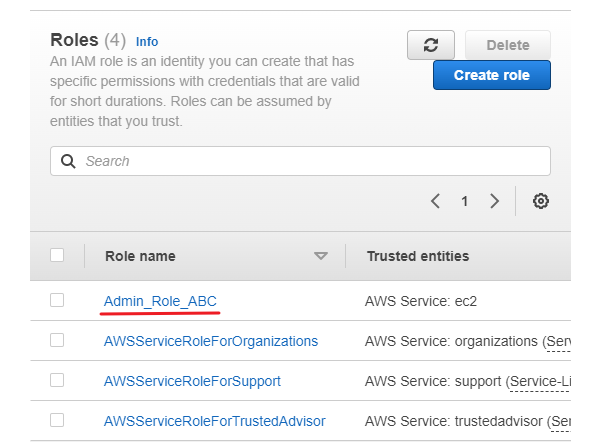 Roles (4) Info
Delete
Create role
An IAM role is an identity you can create that has
specific permissions with credentials that are valid
for short durations. Roles can be assumed by
entities that you trust.
Search
1
Role name Trusted entities
Admin_Role_ABC AWS Service: ec2
AWSServiceRoleForOrganizations AWS Service: organizations (Serv
AWSServiceRoleForSupport AWS Service: support (Service-Li
AWSServiceRoleForTrustedAdvisor AWS Service: trustedadvisor (Se